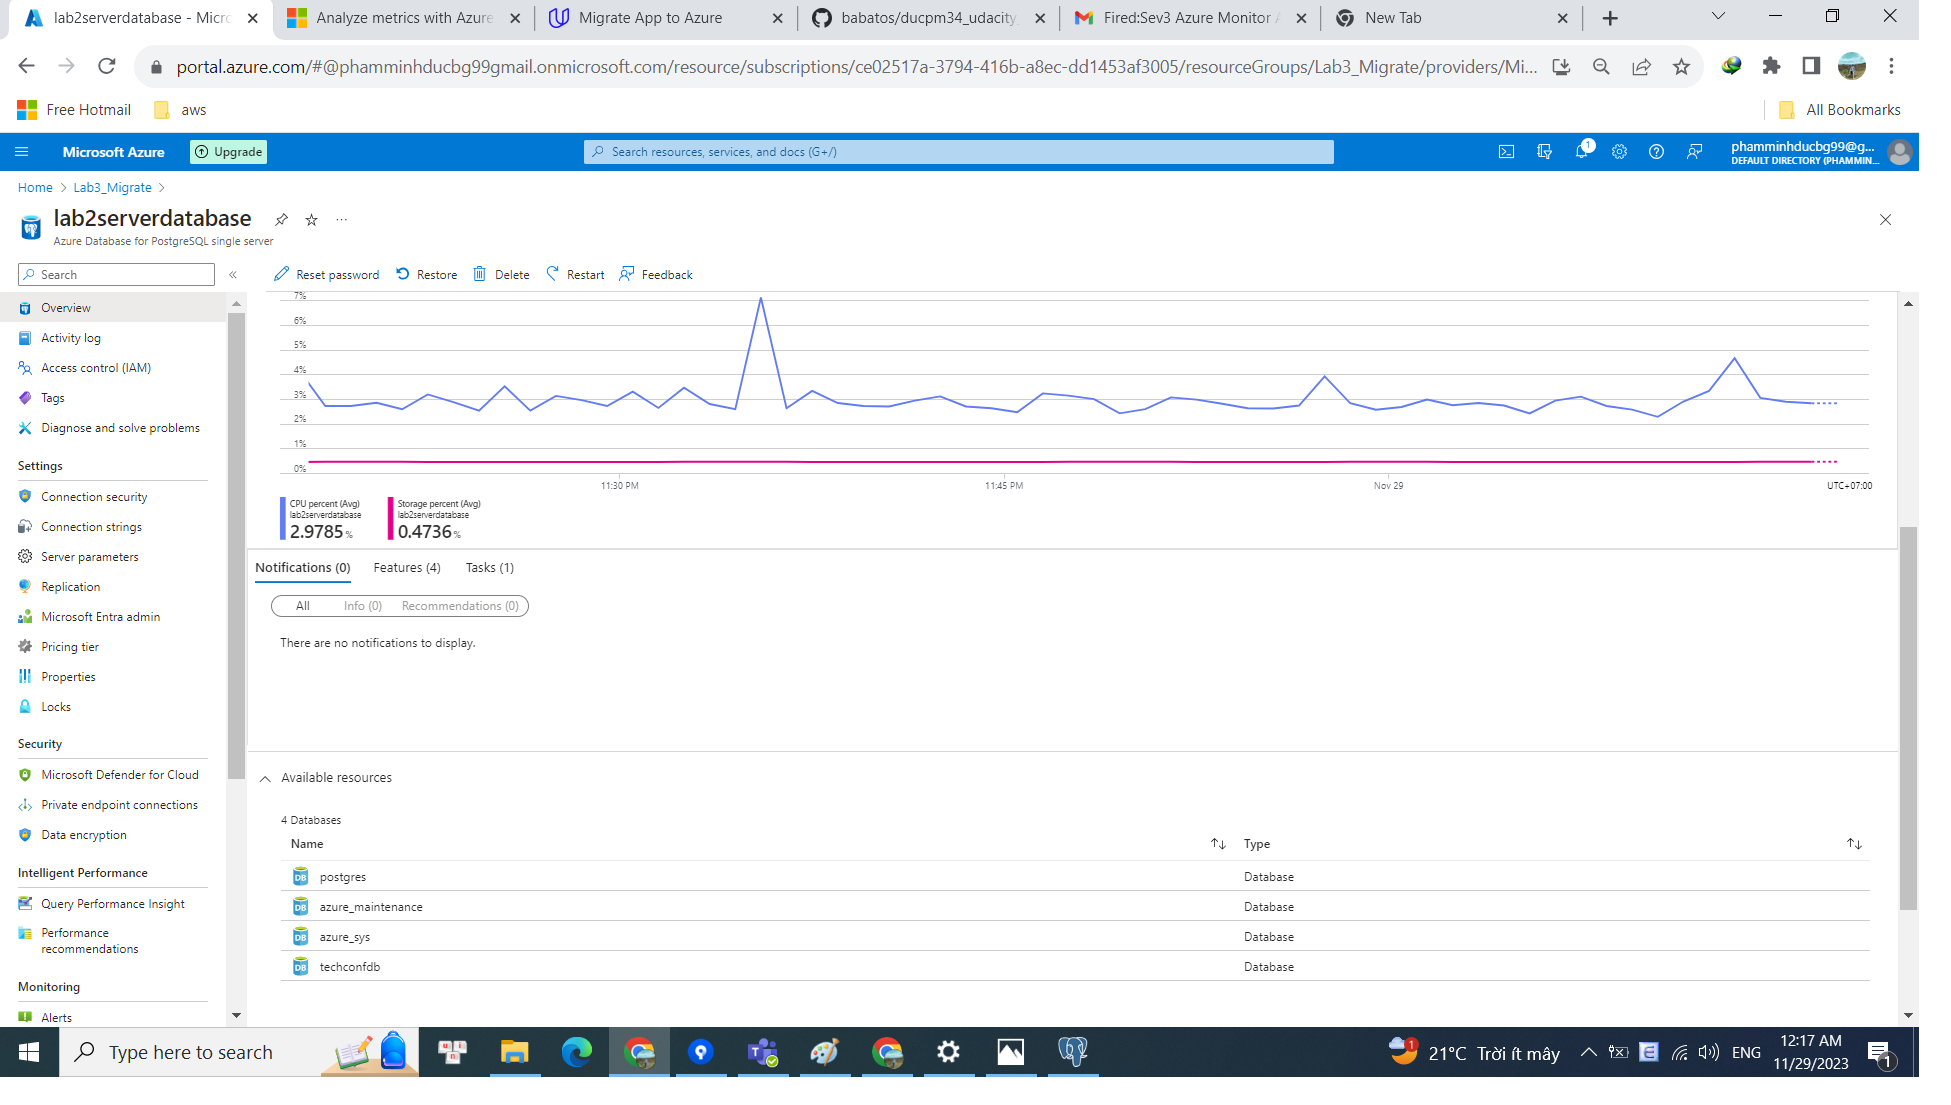 lab2serverdatabase - Micro
Analyze metrics with Azure
Migrate App to Azure
babatos/ducpm34_udacity
Fired:Sev3 Azure Monitor A
New Tab
portal.azure.com/#@phamminhducbg99gmail.onmicrosoft.com/resource/subscriptions/ce02517a-3794-416b-a8ec-dd1453af3005/resourceGroups/Lab3_Migrate/providers/Mi...
Free Hotmail
aws
All Bookmarks
Microsoft Azure
Upgrade
Search resources, services, and docs (G+/)
1
phamminhducbg99@g...
DEFAULT DIRECTORY (PHAMMIN...
Home > Lab3_Migrate >
lab2serverdatabase
Azure Database for PostgreSQL single server
Search
Reset password
Restore
Delete
Restart
Feedback
Overview
Activity log
Access control (IAM)
Tags
Diagnose and solve problems
Settings
Connection security
Connection strings
Server parameters
Replication
Microsoft Entra admin
Pricing tier
Properties
Locks
Security
Microsoft Defender for Cloud
Private endpoint connections
Data encryption
Intelligent Performance
Query Performance Insight
Performance
recommendations
Monitoring
Alerts
7%
6%
5%
4%
3%
2%
1%
0%
11:30 PM
11:45 PM
Nov 29
UTC+07:00
CPU percent (Avg)
lab2serverdatabase
2.9785 %
Storage percent (Avg)
lab2serverdatabase
0.4736 %
Notifications (0)
Features (4)
Tasks (1)
All
Info (0)
Recommendations (0)
There are no notifications to display.
Available resources
4 Databases
Name
Type
postgres
Database
azure_maintenance
Database
azure_sys
Database
techconfdb
Database
Type here to search
1
21°C Trời ít mây
ENG
12:17 AM
11/29/2023
1